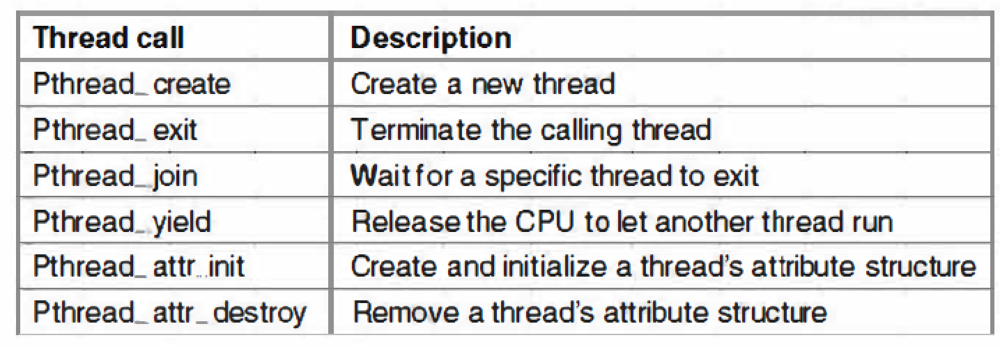 Thread call Description
Pthread_create Create a new thread
Pthread_exit Terminate the calling thread
Pthread_join Wait for a specific thread to exit
Pthread_yield Release the CPU to let another thread run
Pthread_attr_init Create and initialize a thread's attribute structure
Pthread_attr_destroy Remove a thread's attribute structure